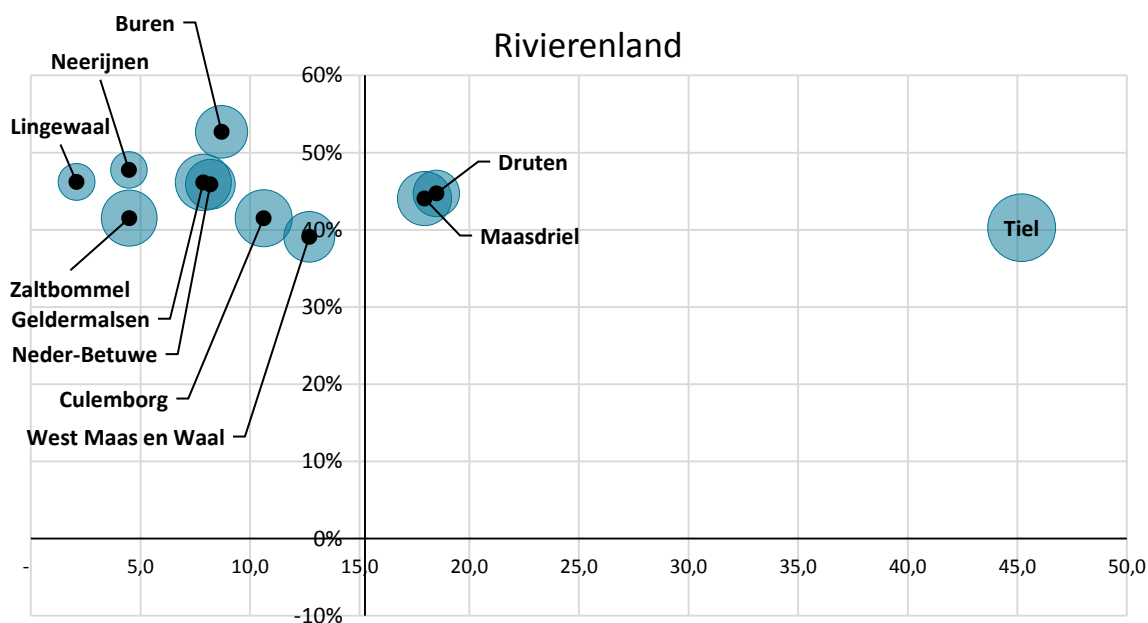 Rivierenland
Buren
Neerijnen
Lingewaal
60%
50%
Druten
40%
Maasdriel
Tiel
Zaltbommel
30%
Geldermalsen
Neder-Betuwe
20%
Culemborg
West Maas en Waal
10%
0%
- 5,0 10,0 15,0 20,0 25,0 30,0 35,0 40,0 45,0 50,0
-10%